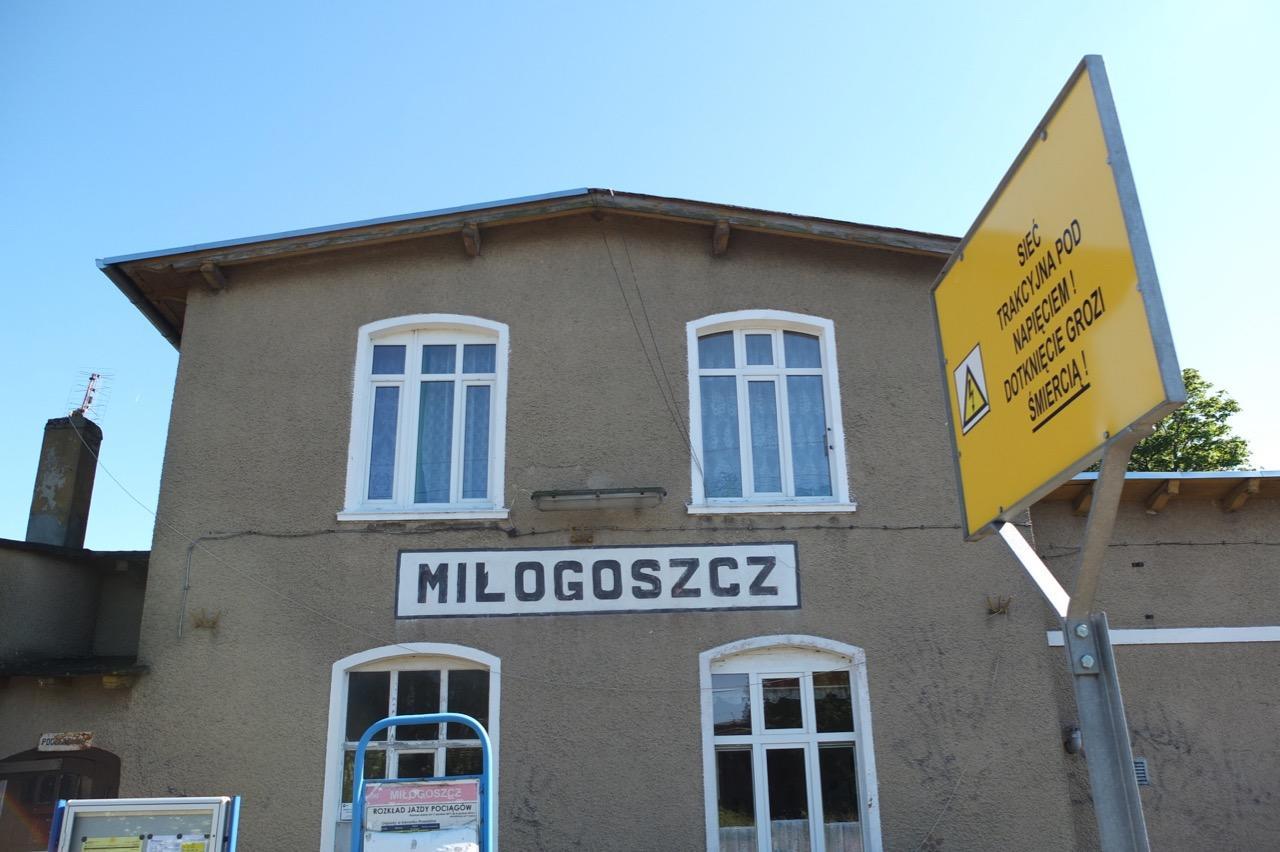 SIEĆ
TRAKCYJNA POD
NAPIĘCIEM !
DOTKNIĘCIE GROZI
ŚMIERCIĄ !
MIŁOGOSZCZ
MIŁOGOSZCZ
ROZKŁAD JAZDY POCIĄGÓW